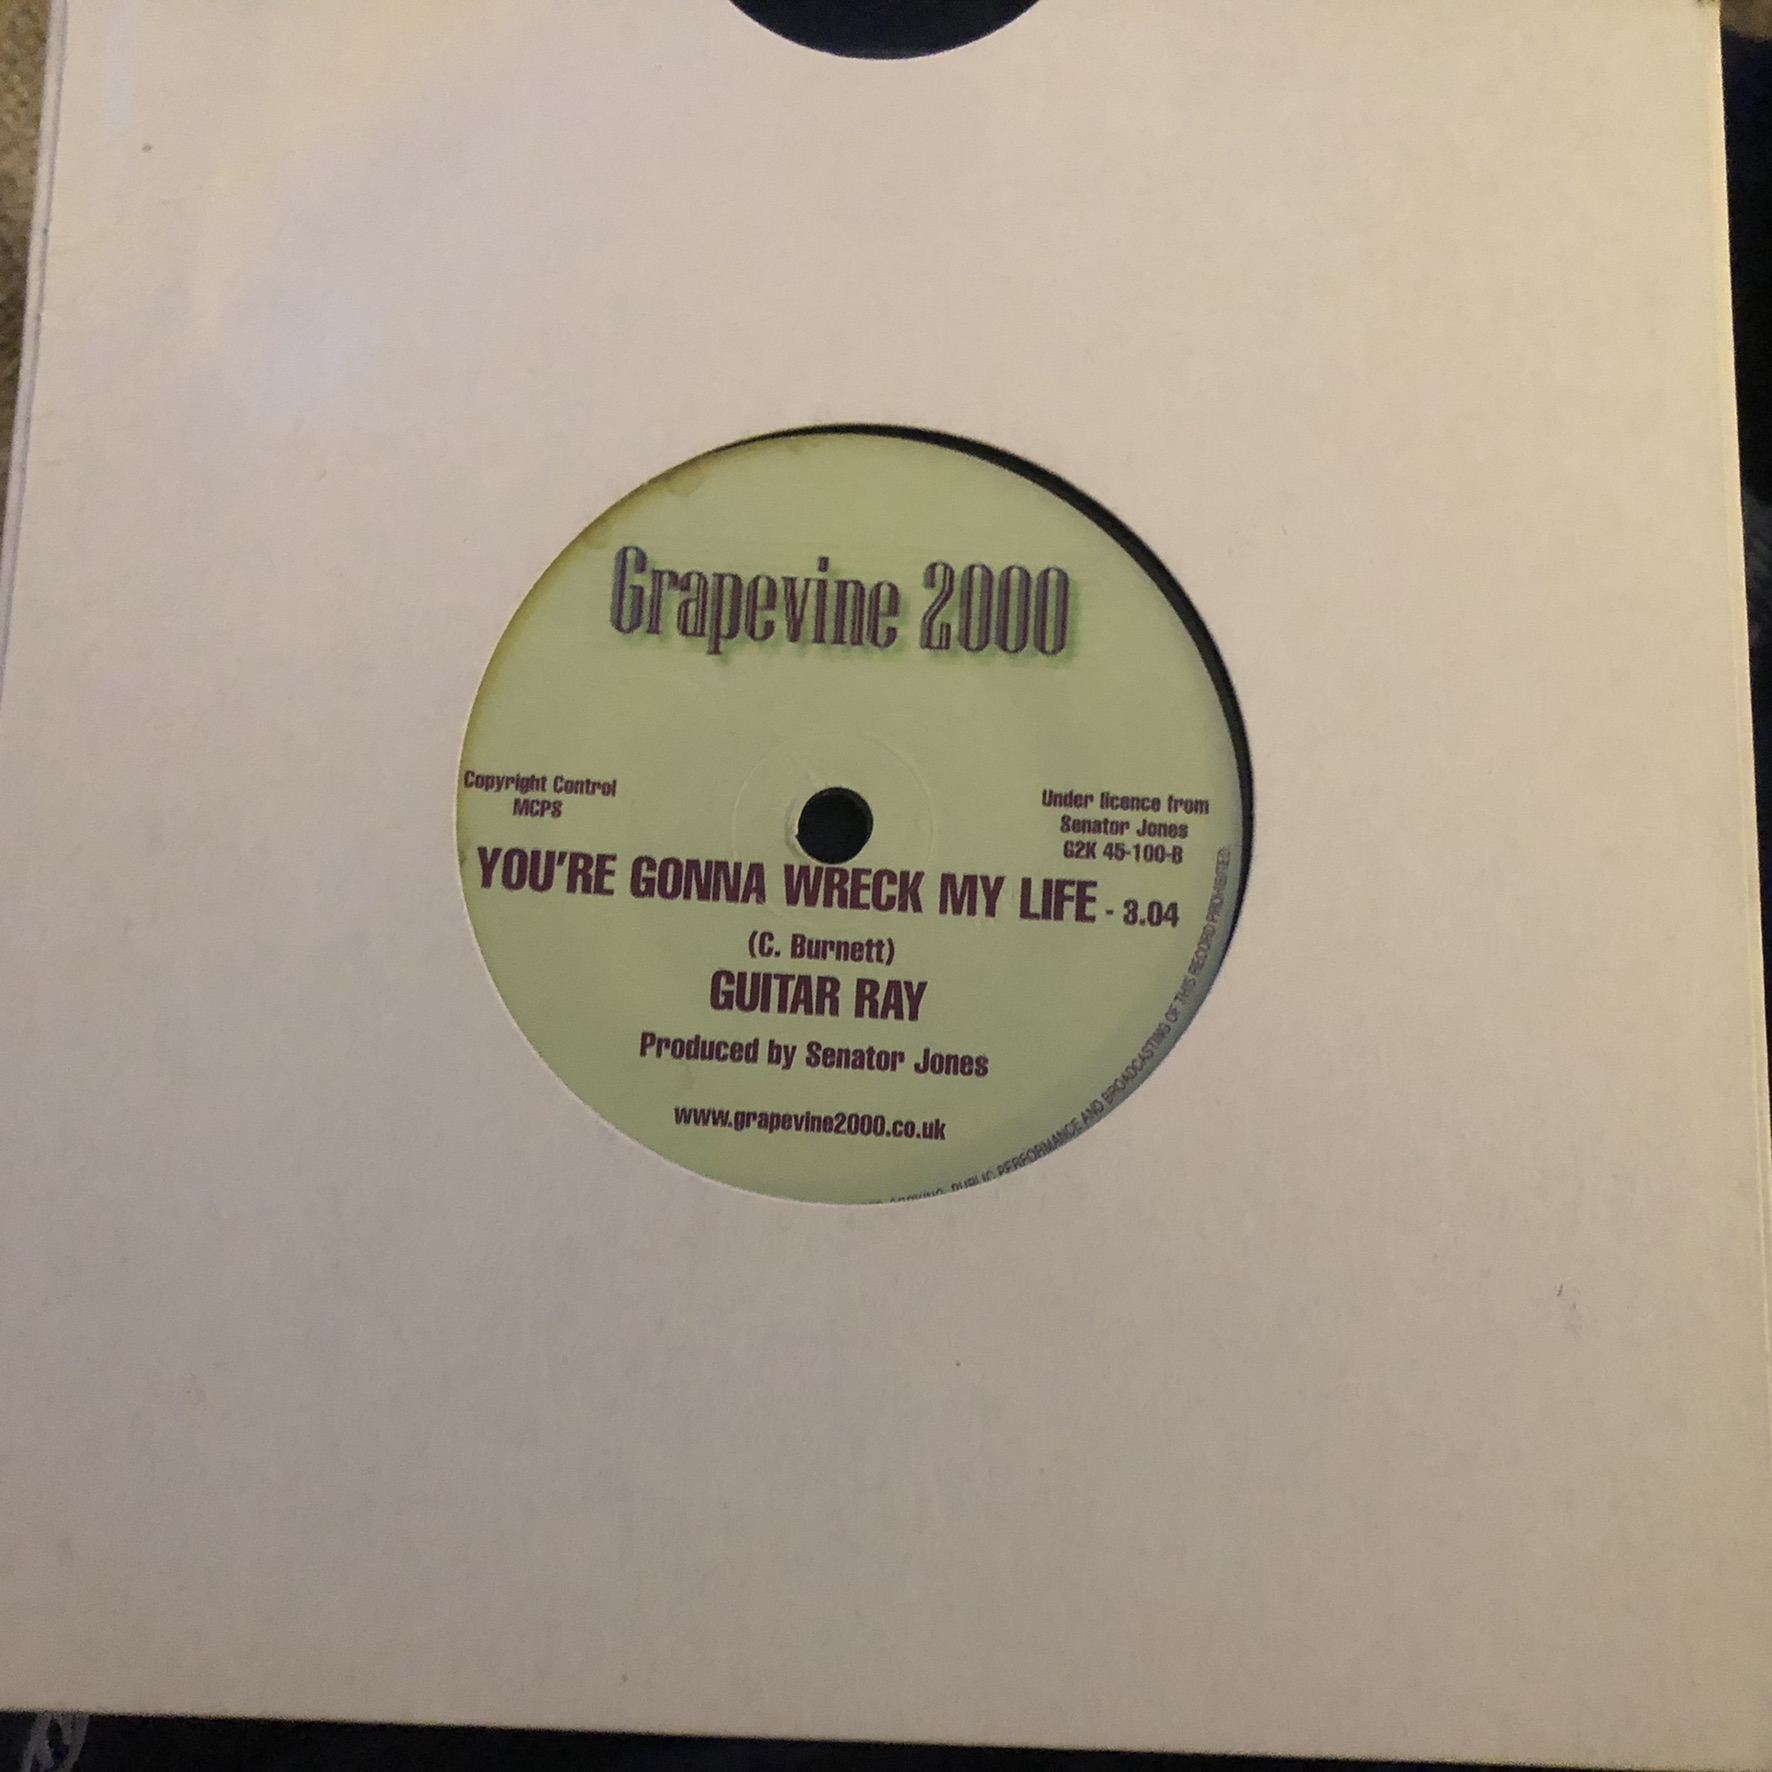 Grapevine 2000
Copyright Control
MCPS
Under licence from
Senator Jones
G2K 45-100-B
YOU'RE GONNA WRECK MY LIFE - 3.04
(C. Burnett)
GUITAR RAY
Produced by Senator Jones
www.grapevine2000.co.uk
PUBLIC PERFORMANCE AND BROADCASTING OF THIS RECORD PROHIBITED